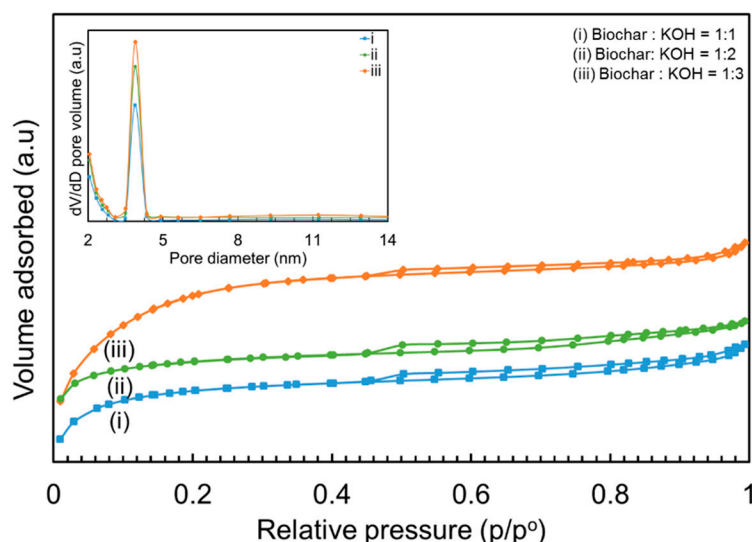 (i) Biochar : KOH = 1:1
(ii) Biochar: KOH = 1:2
(iii) Biochar : KOH = 1:3
i
ii
iii
dV/dD pore volume (a.u)
2 5 8 11 14
Pore diameter (nm)
Volume adsorbed (a.u)
(iii)
(ii)
(i)
0 0.2 0.4 0.6 0.8 1
Relative pressure (p/pº)